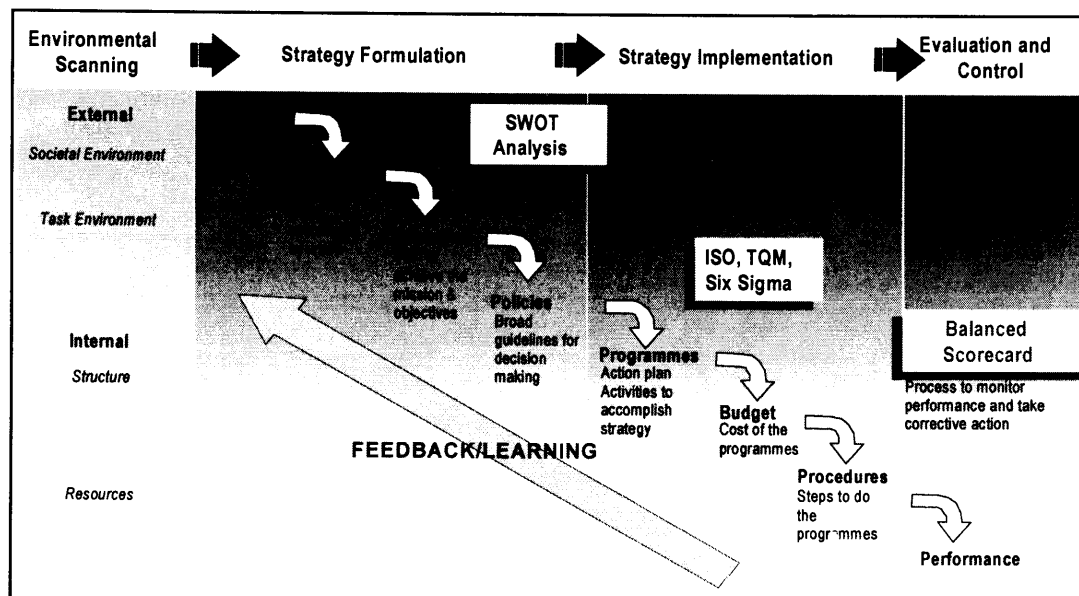 Environmental
Scanning
Strategy Formulation
Strategy Implementation
Evaluation and
Control
External
Societal Environment
Task Environment
Internal
Structure
Resources
SWOT
Analysis
mission &
objectives
Policies
Broad
guidelines for
decision
making
ISO, TQM,
Six Sigma
Programmes
Action plan
Activities to
accomplish
strategy
Budget
Cost of the
programmes
Procedures
Steps to do
the
programmes
Performance
Balanced
Scorecard
Process to monitor
performance and take
corrective action
FEEDBACK/LEARNING